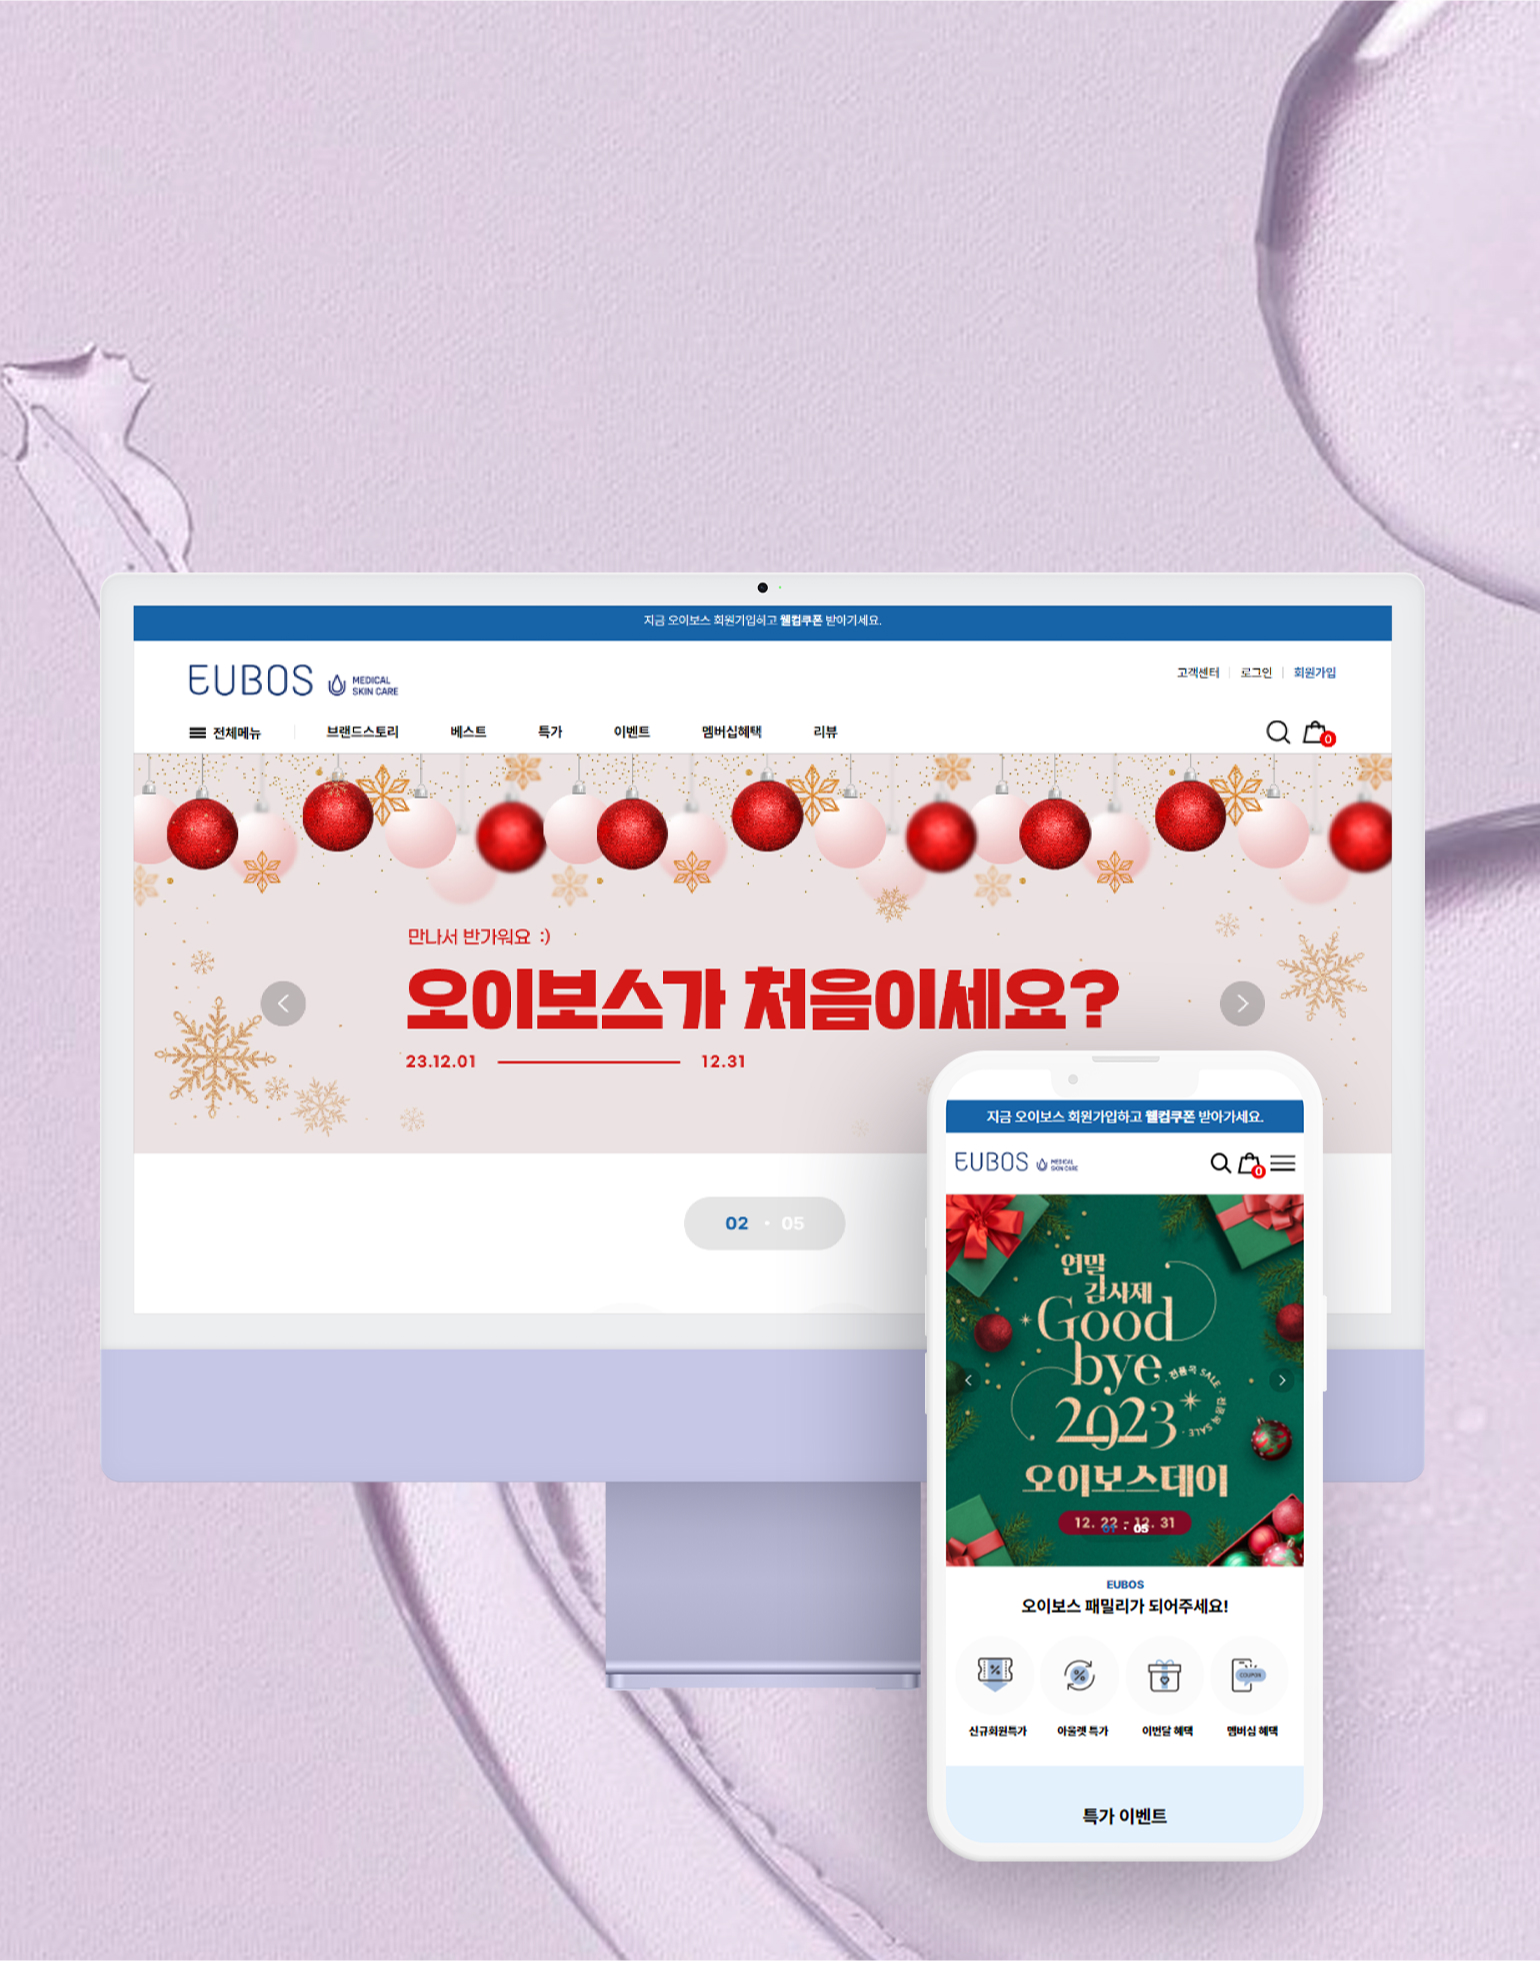 지금 오이보스 회원가입하고 웰컴쿠폰 받아가세요.
EUBOS MEDICAL SKIN CARE
고객센터 | 로그인 | 회원가입
전체메뉴 브랜드스토리 베스트 특가 이벤트 멤버십혜택 리뷰
0
만나서 반가워요 :)
오이보스가 처음이세요?
23.12.01 12.31
02 · 05
지금 오이보스 회원가입하고 웰컴쿠폰 받아가세요.
EUBOS MEDICAL SKIN CARE
0
연말
감사제
Good
bye
2023
전품목 SALE · 전품목 SALE ·
오이보스데이
12. 22 - 12. 31
01 · 05
EUBOS
오이보스 패밀리가 되어주세요!
COUPON
신규회원특가 아울렛 특가 이번달 혜택 멤버십 혜택
특가 이벤트